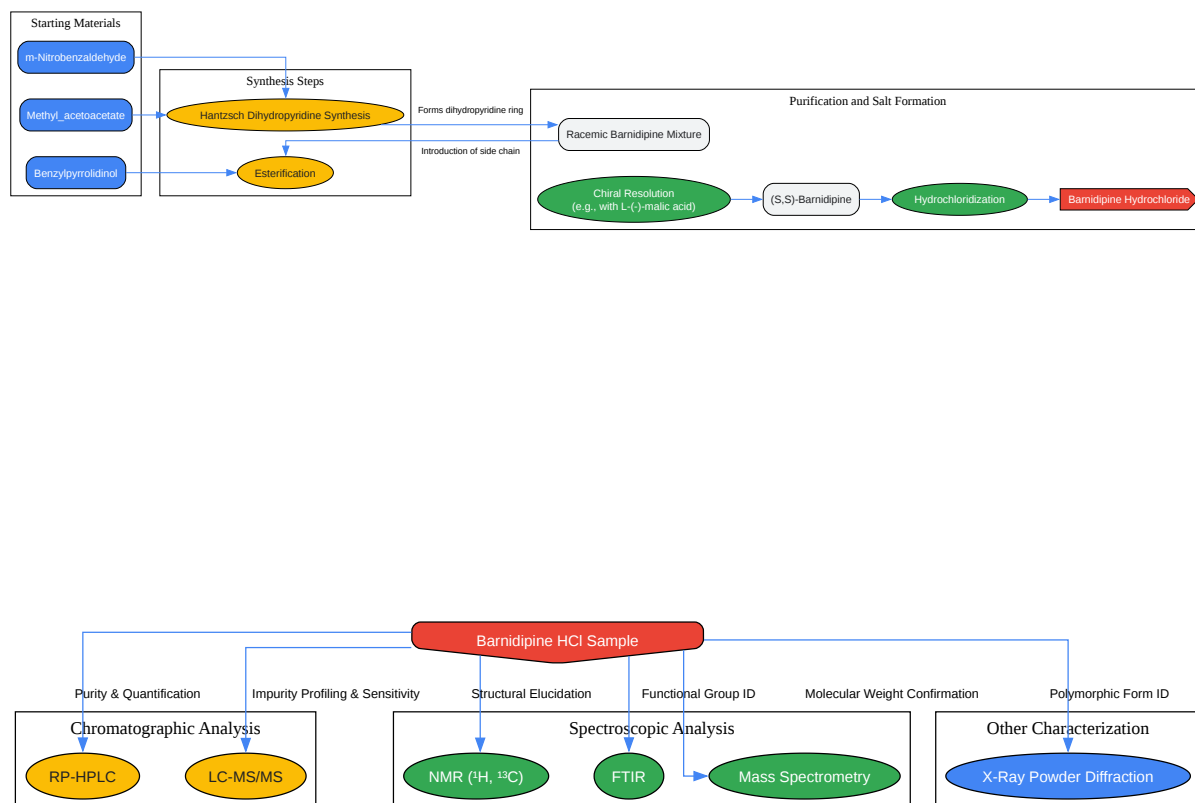 Starting Materials
m-Nitrobenzaldehyde
Methyl_acetoacetate
Benzylpyrrolidinol
Synthesis Steps
Hantzsch Dihydropyridine Synthesis
Esterification
Forms dihydropyridine ring
Introduction of side chain
Purification and Salt Formation
Racemic Barnidipine Mixture
Chiral Resolution
(e.g., with L-(-)-malic acid)
(S,S)-Barnidipine
Hydrochloridization
Barnidipine Hydrochloride
Barnidipine HCl Sample
Purity & Quantification
Impurity Profiling & Sensitivity
Structural Elucidation
Functional Group ID
Molecular Weight Confirmation
Polymorphic Form ID
Chromatographic Analysis
RP-HPLC
LC-MS/MS
Spectroscopic Analysis
NMR (¹H, ¹³C)
FTIR
Mass Spectrometry
Other Characterization
X-Ray Powder Diffraction